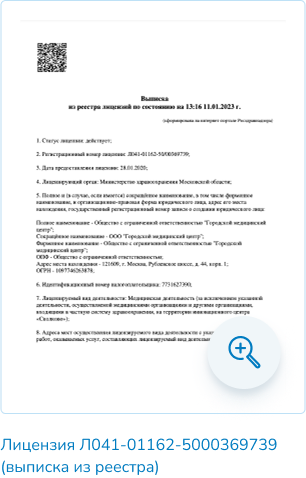 Выписка
из реестра лицензий по состоянию на 13:16 11.01.2023 г.
(сформирована на интернет-портале Росздравнадзора)
1. Статус лицензии: действует;
2. Регистрационный номер лицензии: Л041-01162-50/00369739;
3. Дата предоставления лицензии: 28.01.2020;
4. Лицензирующий орган: Министерство здравоохранения Московской области;
5. Полное и (в случае, если имеется) сокращённое наименование, в том числе фирменное
наименование, и организационно-правовая форма юридического лица, адрес его места
нахождения, государственный регистрационный номер записи о создании юридического лица:
Полное наименование - Общество с ограниченной ответственностью "Городской медицинский
центр";
Сокращённое наименование - ООО "Городской медицинский центр";
Фирменное наименование - Общество с ограниченной ответственностью "Городской
медицинский центр";
ОПФ - Общество с ограниченной ответственностью;
Адрес места нахождения - 121609, г. Москва, Рублевское шоссе, д. 44, корп. 1;
ОГРН -
6. Идентификационный номер налогоплательщика: 7731627390;
7. Лицензируемый вид деятельности: Медицинская деятельность (за исключением указанной
деятельности, осуществляемой медицинскими организациями и другими организациями,
входящими в частную систему здравоохранения, на территории инновационного центра
«Сколково»);
8. Адреса мест осуществления лицензируемого вида деятельности с
работ, оказываемых услуг, составляющих лицензируемый вид
Лицензия Л041-01162-5000369739
(выписка из реестра)